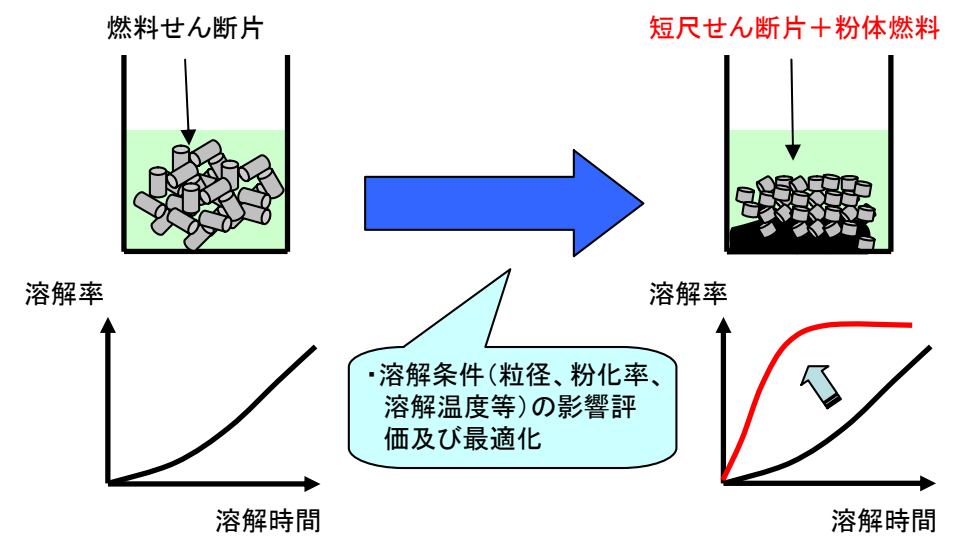 燃料せん断片
短尺せん断片＋粉体燃料
溶解率
溶解率
・溶解条件（粒径、粉化率、
溶解温度等）の影響評
価及び最適化
溶解時間
溶解時間